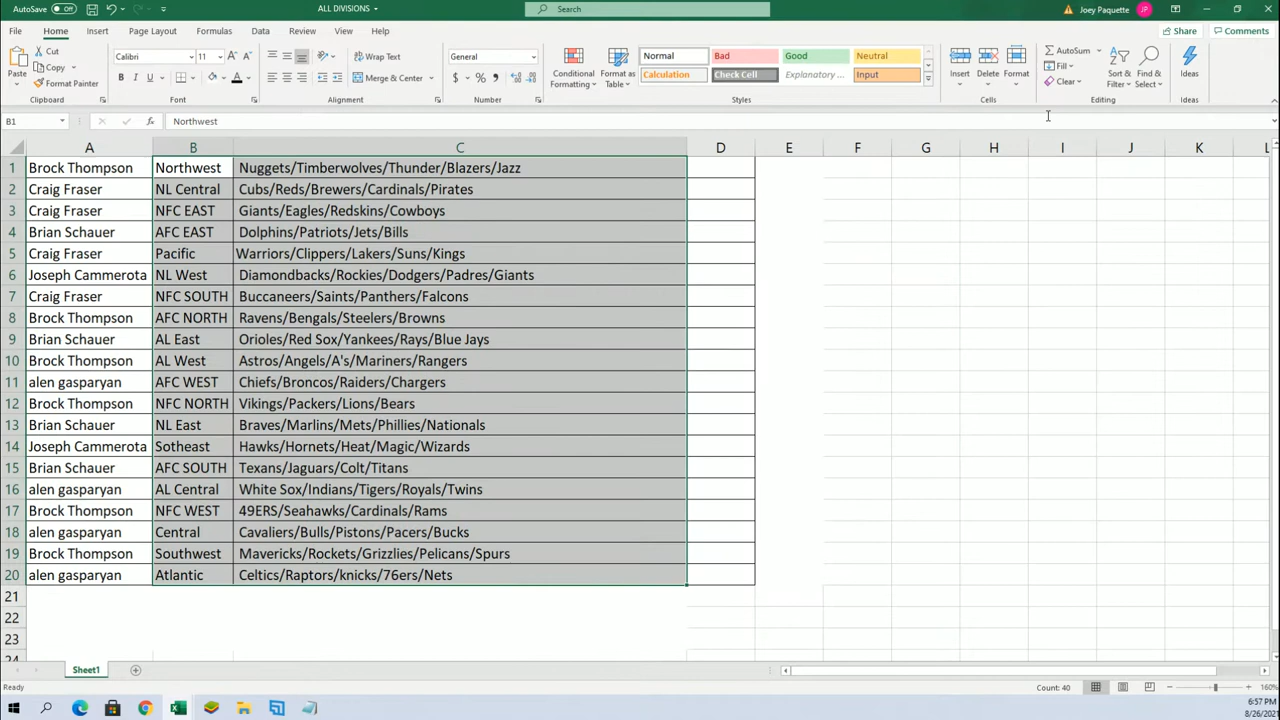 AutoSave Off ALL DIVISIONS Search Joey Paquette JP
File Home Insert Page Layout Formulas Data Review View Help Share Comments
Cut Calibri 11 Wrap Text General Normal Bad Good Neutral AutoSum
Copy Fill
Paste Format Painter B I U Merge & Center $ % Conditional Formatting Format as Table Calculation Check Cell Explanatory ... Input Insert Delete Format Clear Sort & Filter Find & Select Ideas
Clipboard Font Alignment Number Styles Cells Editing Ideas
B1 fx Northwest
A B C D E F G H I J K L
1 Brock Thompson Northwest Nuggets/Timberwolves/Thunder/Blazers/Jazz
2 Craig Fraser NL Central Cubs/Reds/Brewers/Cardinals/Pirates
3 Craig Fraser NFC EAST Giants/Eagles/Redskins/Cowboys
4 Brian Schauer AFC EAST Dolphins/Patriots/Jets/Bills
5 Craig Fraser Pacific Warriors/Clippers/Lakers/Suns/Kings
6 Joseph Cammerota NL West Diamondbacks/Rockies/Dodgers/Padres/Giants
7 Craig Fraser NFC SOUTH Buccaneers/Saints/Panthers/Falcons
8 Brock Thompson AFC NORTH Ravens/Bengals/Steelers/Browns
9 Brian Schauer AL East Orioles/Red Sox/Yankees/Rays/Blue Jays
10 Brock Thompson AL West Astros/Angels/A's/Mariners/Rangers
11 alen gasparyan AFC WEST Chiefs/Broncos/Raiders/Chargers
12 Brock Thompson NFC NORTH Vikings/Packers/Lions/Bears
13 Brian Schauer NL East Braves/Marlins/Mets/Phillies/Nationals
14 Joseph Cammerota Sotheast Hawks/Hornets/Heat/Magic/Wizards
15 Brian Schauer AFC SOUTH Texans/Jaguars/Colt/Titans
16 alen gasparyan AL Central White Sox/Indians/Tigers/Royals/Twins
17 Brock Thompson NFC WEST 49ERS/Seahawks/Cardinals/Rams
18 alen gasparyan Central Cavaliers/Bulls/Pistons/Pacers/Bucks
19 Brock Thompson Southwest Mavericks/Rockets/Grizzlies/Pelicans/Spurs
20 alen gasparyan Atlantic Celtics/Raptors/knicks/76ers/Nets
21
22
23
24
Sheet1
Ready Count: 40 160%
6:57 PM